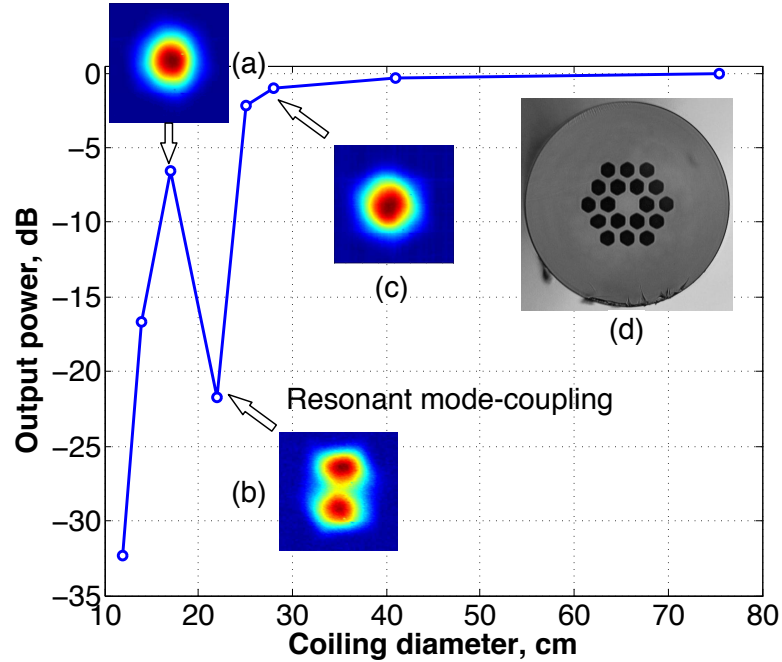 (a)
0
−5
−10
−15
−20
−25
−30
−35
Output power, dB
(c)
(d)
Resonant mode-coupling
(b)
10 20 30 40 50 60 70 80
Coiling diameter, cm